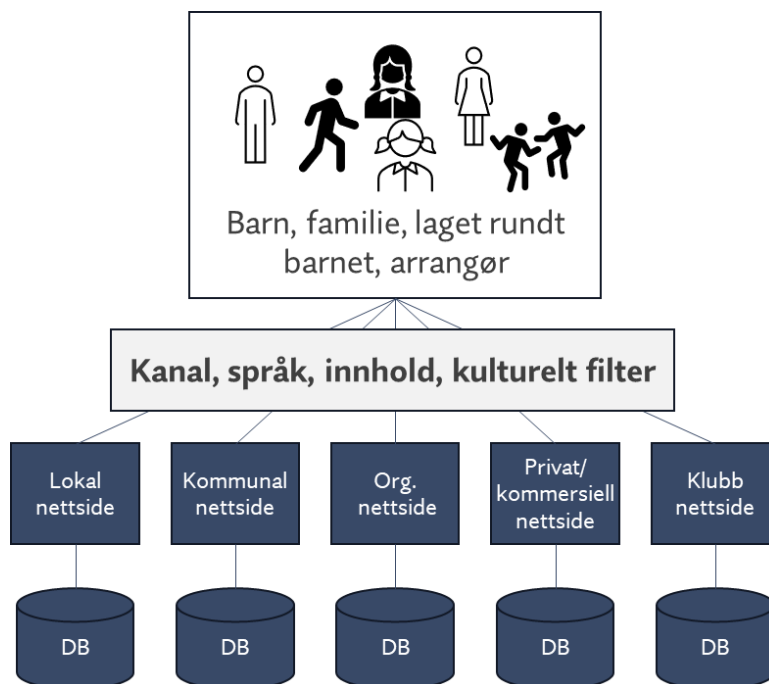 Barn, familie, laget rundt
barnet, arrangør
Kanal, språk, innhold, kulturelt filter
Lokal
nettside
Kommunal
nettside
Org.
nettside
Privat/
kommersiell
nettside
Klubb
nettside
DB
DB
DB
DB
DB